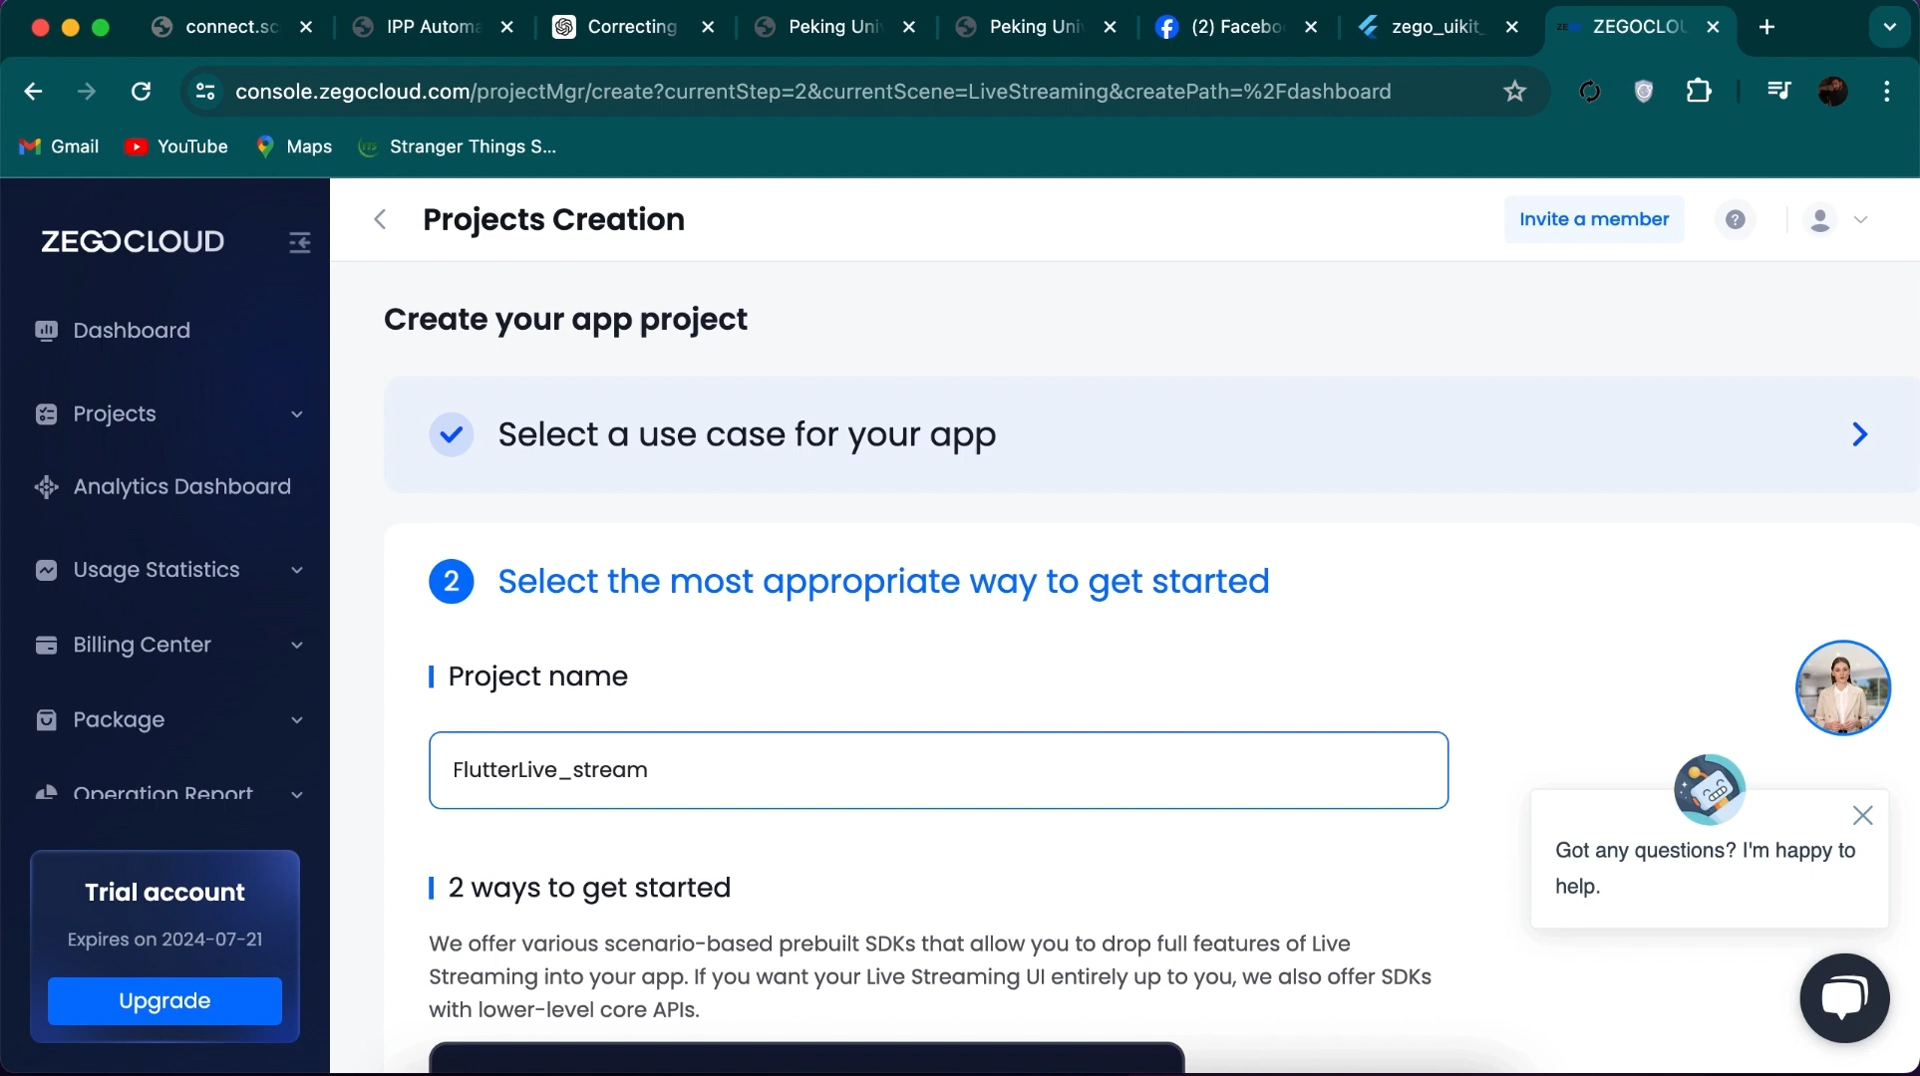 connect.sc
IPP Automa
Correcting
Peking Uni
Peking Uni
(2) Facebo
zego_uikit_
ZEGOCLOU
console.zegocloud.com/projectMgr/create?currentStep=2&currentScene=LiveStreaming&createPath=%2Fdashboard
Gmail
YouTube
Maps
Stranger Things S...
ZEGOCLOUD
Projects Creation
Invite a member
Dashboard
Projects
Analytics Dashboard
Usage Statistics
Billing Center
Package
Operation Report
Trial account
Expires on 2024-07-21
Upgrade
Create your app project
Select a use case for your app
2 Select the most appropriate way to get started
Project name
FlutterLive_stream
2 ways to get started
We offer various scenario-based prebuilt SDKs that allow you to drop full features of Live
Streaming into your app. If you want your Live Streaming UI entirely up to you, we also offer SDKs
with lower-level core APIs.
Got any questions? I'm happy to
help.